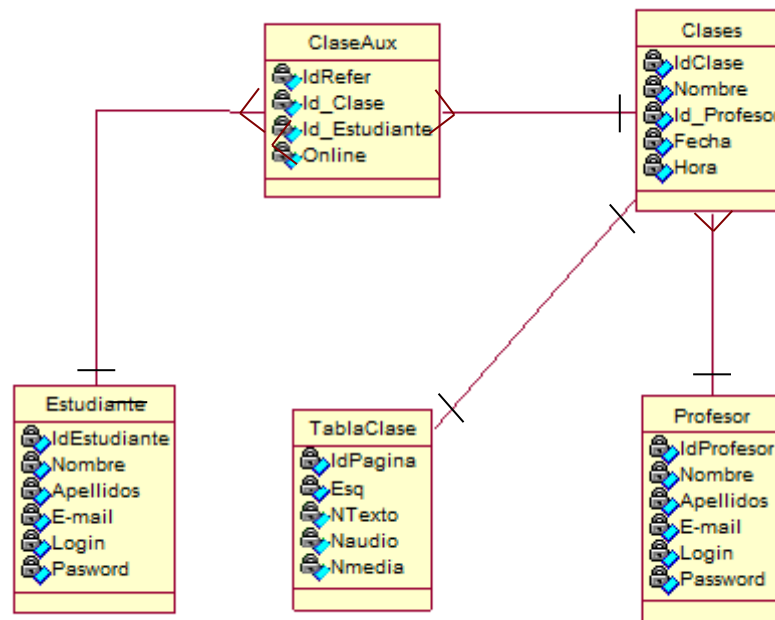 ClaseAux
IdRefer
Id_Clase
Id_Estudiante
Online
Clases
IdClase
Nombre
Id_Profesor
Fecha
Hora
Estudiante
IdEstudiante
Nombre
Apellidos
E-mail
Login
Pasword
TablaClase
IdPagina
Esq
NTexto
Naudio
Nmedia
Profesor
IdProfesor
Nombre
Apellidos
E-mail
Login
Password